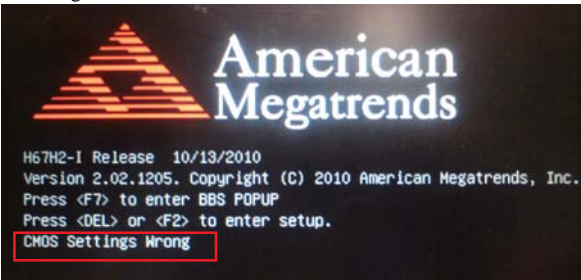 American
Megatrends
H67H2-I Release 10/13/2010
Version 2.02.1205. Copyright (C) 2010 American Megatrends, Inc.
Press <F7> to enter BBS POPUP
Press <DEL> or <F2> to enter setup.
CMOS Settings Wrong